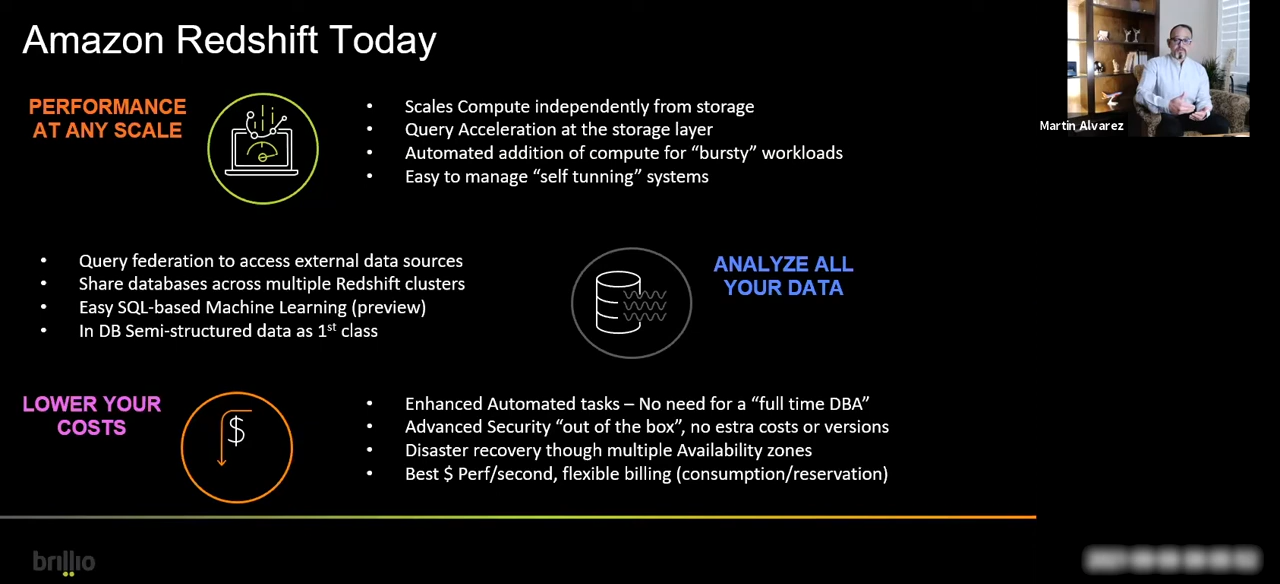 Amazon Redshift Today
Martin Alvarez
PERFORMANCE
AT ANY SCALE
• Scales Compute independently from storage
• Query Acceleration at the storage layer
• Automated addition of compute for “bursty” workloads
• Easy to manage “self tunning” systems
• Query federation to access external data sources
• Share databases across multiple Redshift clusters
• Easy SQL-based Machine Learning (preview)
• In DB Semi-structured data as 1st class
ANALYZE ALL
YOUR DATA
LOWER YOUR
COSTS
$
• Enhanced Automated tasks – No need for a “full time DBA”
• Advanced Security “out of the box”, no estra costs or versions
• Disaster recovery though multiple Availability zones
• Best $ Perf/second, flexible billing (consumption/reservation)
brillio